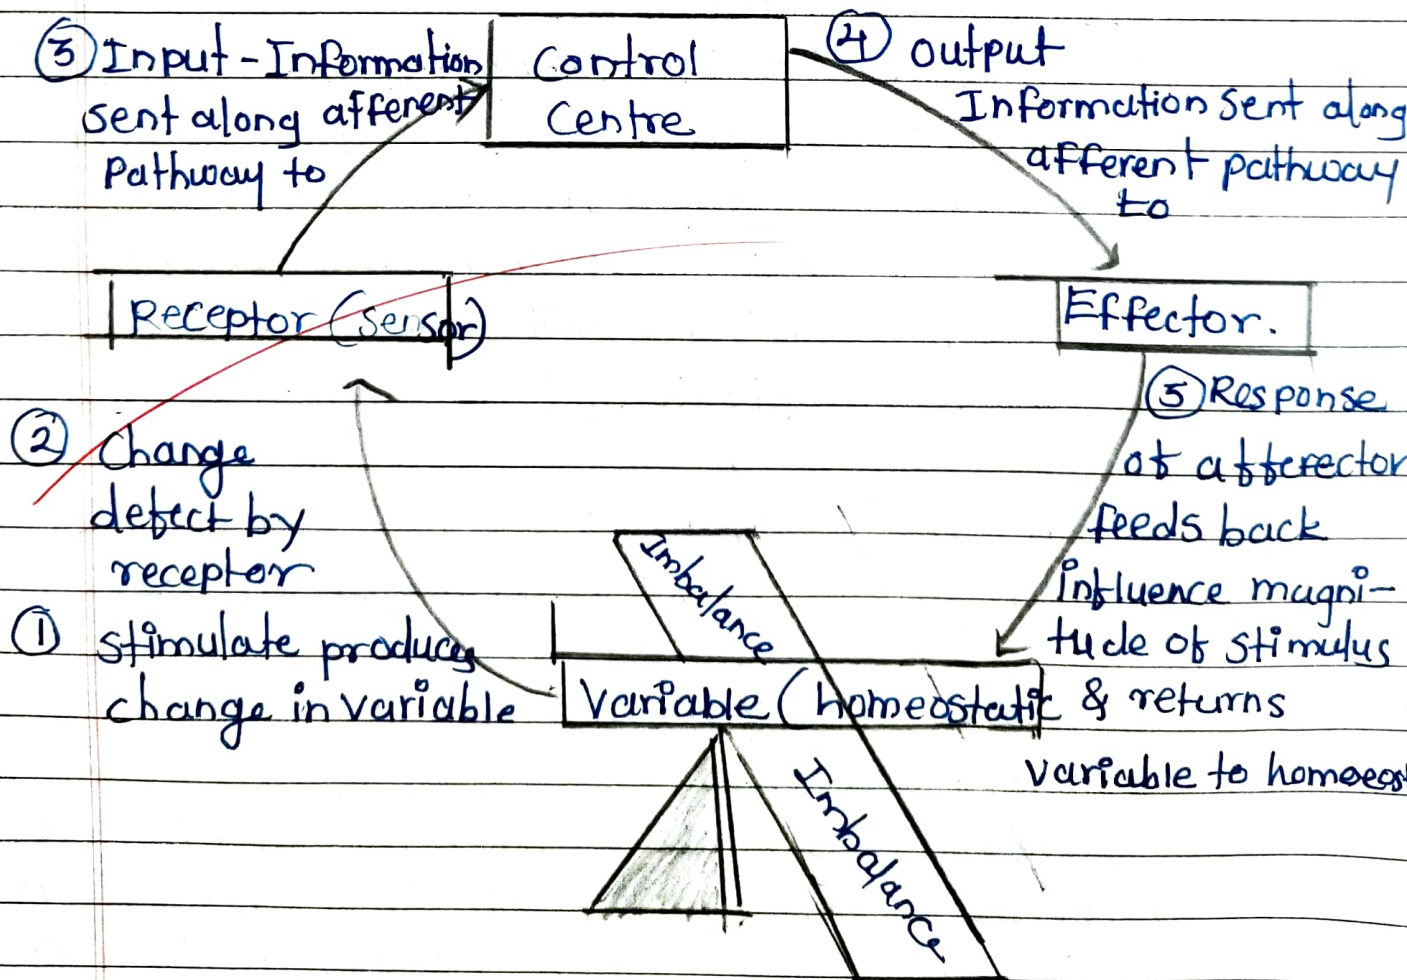 ③ Input-Information
sent along afferent
Pathway to
Control
Centre
④ output
Information sent along
afferent pathway
to
Receptor (sensor)
Effector.
② Change
defect by
receptor
① stimulate produces
change in variable
⑤ Response
of afferector
feeds back
influence magni-
tude of stimulus
& returns
variable to homoeos
Imbalance
Variable (homeostatic
Imbalance